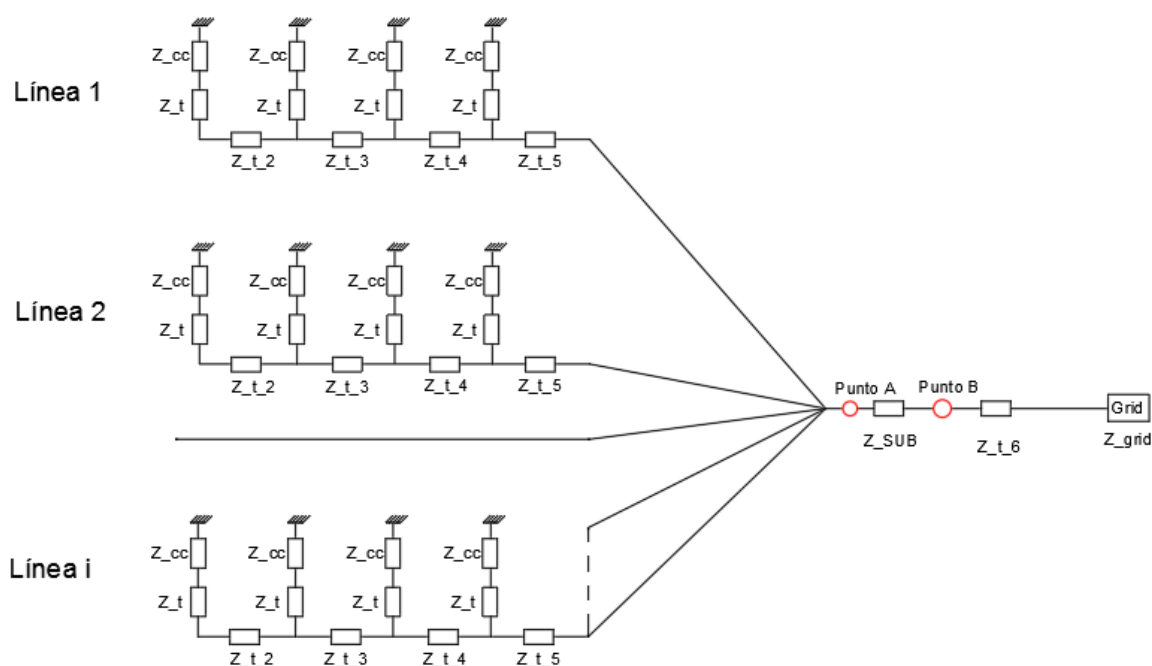 Z_cc Z_cc Z_cc Z_cc
Línea 1
Z_t Z_t Z_t Z_t
Z_t_2 Z_t_3 Z_t_4 Z_t_5
Z_cc Z_cc Z_cc Z_cc
Línea 2
Z_t Z_t Z_t Z_t
Z_t_2 Z_t_3 Z_t_4 Z_t_5
Punto A Punto B
Grid
Z_SUB Z_t_6 Z_grid
Z_cc Z_cc Z_cc Z_cc
Línea i
Z_t Z_t Z_t Z_t
Z_t_2 Z_t_3 Z_t_4 Z_t_5